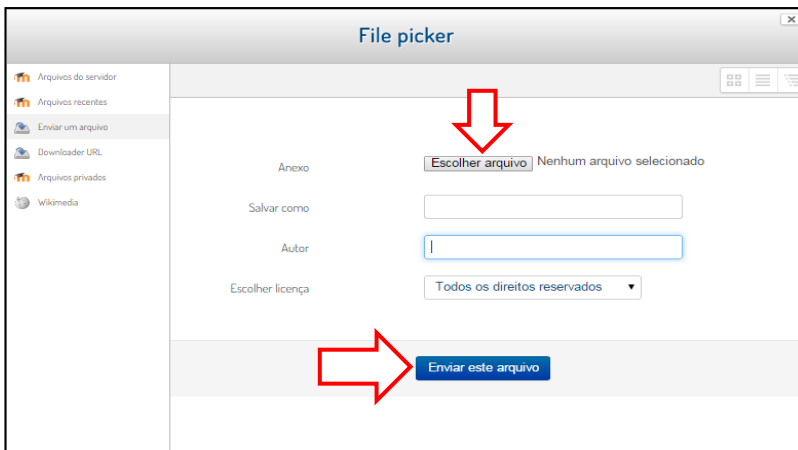 File picker
Arquivos do servidor
Arquivos recentes
Enviar um arquivo
Downloader URL
Arquivos privados
Wikimedia
Anexo Escolher arquivo Nenhum arquivo selecionado
Salvar como
Autor
Escolher licença Todos os direitos reservados
Enviar este arquivo